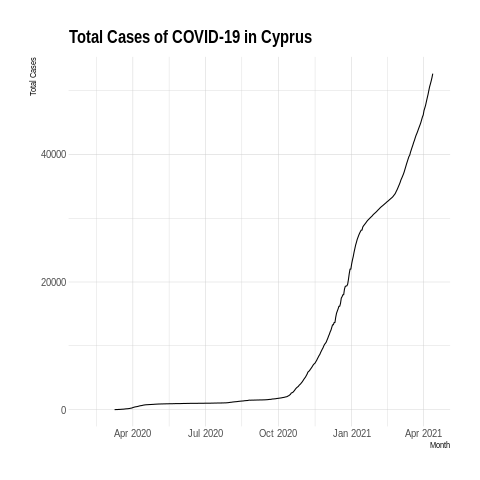 Total Cases of COVID-19 in Cyprus
Total Cases
40000
20000
0
Apr 2020 Jul 2020 Oct 2020 Jan 2021 Apr 2021
Month